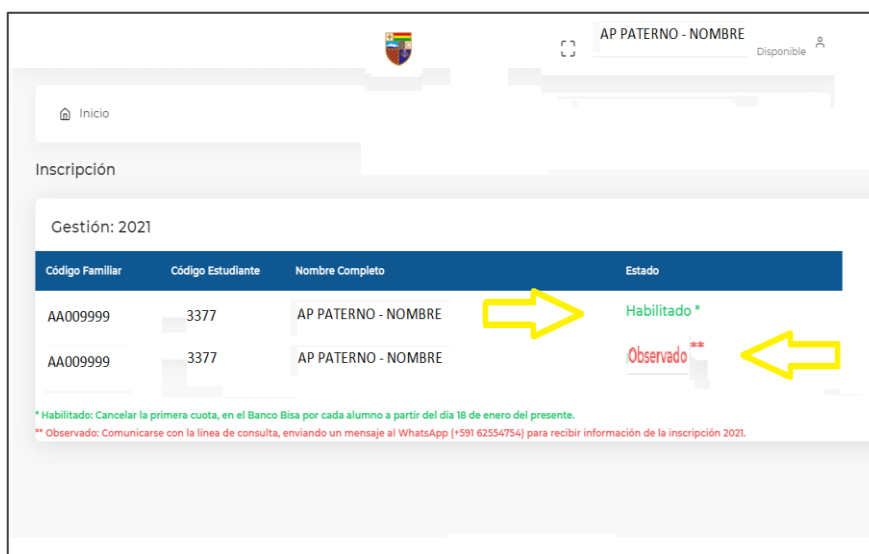 AP PATERNO - NOMBRE
Disponible
Inicio
Inscripción
Gestión: 2021
Código Familiar Código Estudiante Nombre Completo Estado
AA009999 3377 AP PATERNO - NOMBRE Habilitado *
AA009999 3377 AP PATERNO - NOMBRE Observado **
* Habilitado: Cancelar la primera cuota, en el Banco Bisa por cada alumno a partir del día 18 de enero del presente.
** Observado: Comunicarse con la línea de consulta, enviando un mensaje al WhatsApp (+591 62554754) para recibir información de la inscripción 2021.